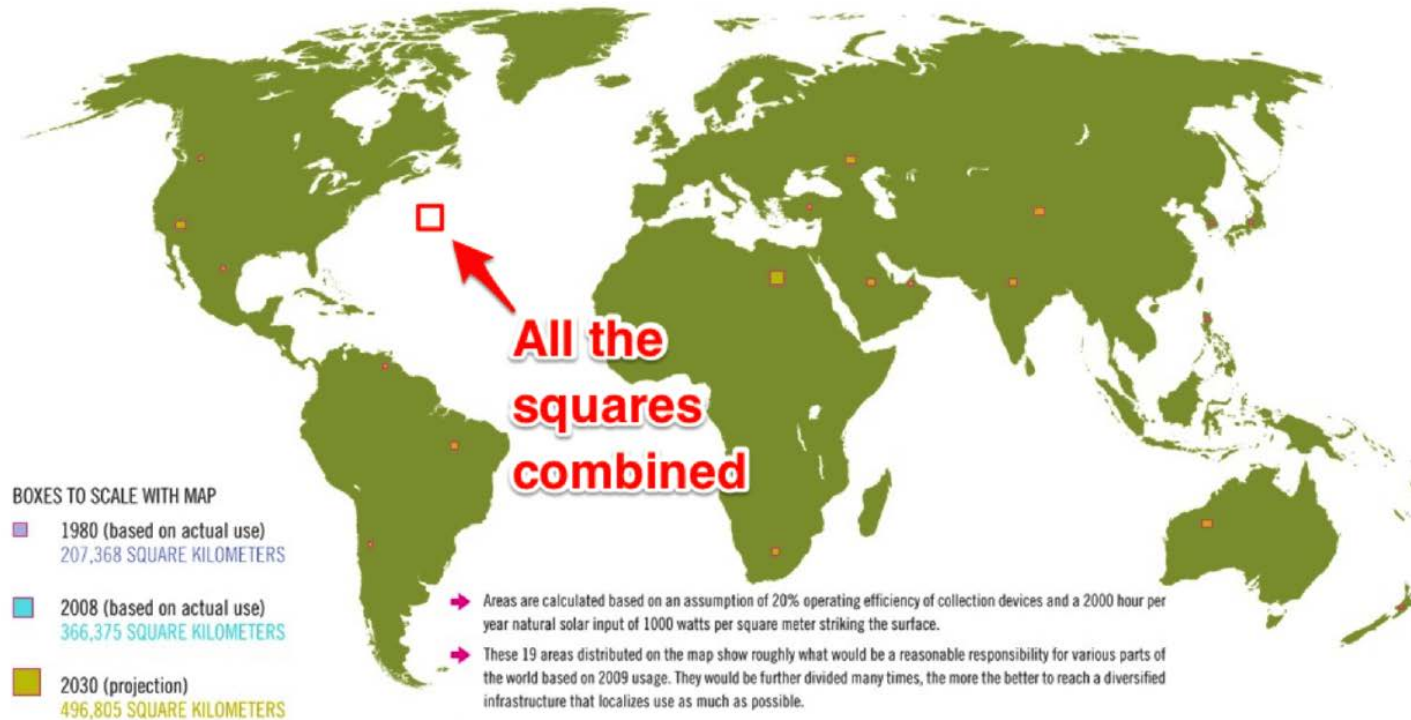 All the
squares
combined
BOXES TO SCALE WITH MAP
1980 (based on actual use)
207,368 SQUARE KILOMETERS
2008 (based on actual use)
366,375 SQUARE KILOMETERS
2030 (projection)
496,805 SQUARE KILOMETERS
Areas are calculated based on an assumption of 20% operating efficiency of collection devices and a 2000 hour per
year natural solar input of 1000 watts per square meter striking the surface.
These 19 areas distributed on the map show roughly what would be a reasonable responsibility for various parts of
the world based on 2009 usage. They would be further divided many times, the more the better to reach a diversified
infrastructure that localizes use as much as possible.